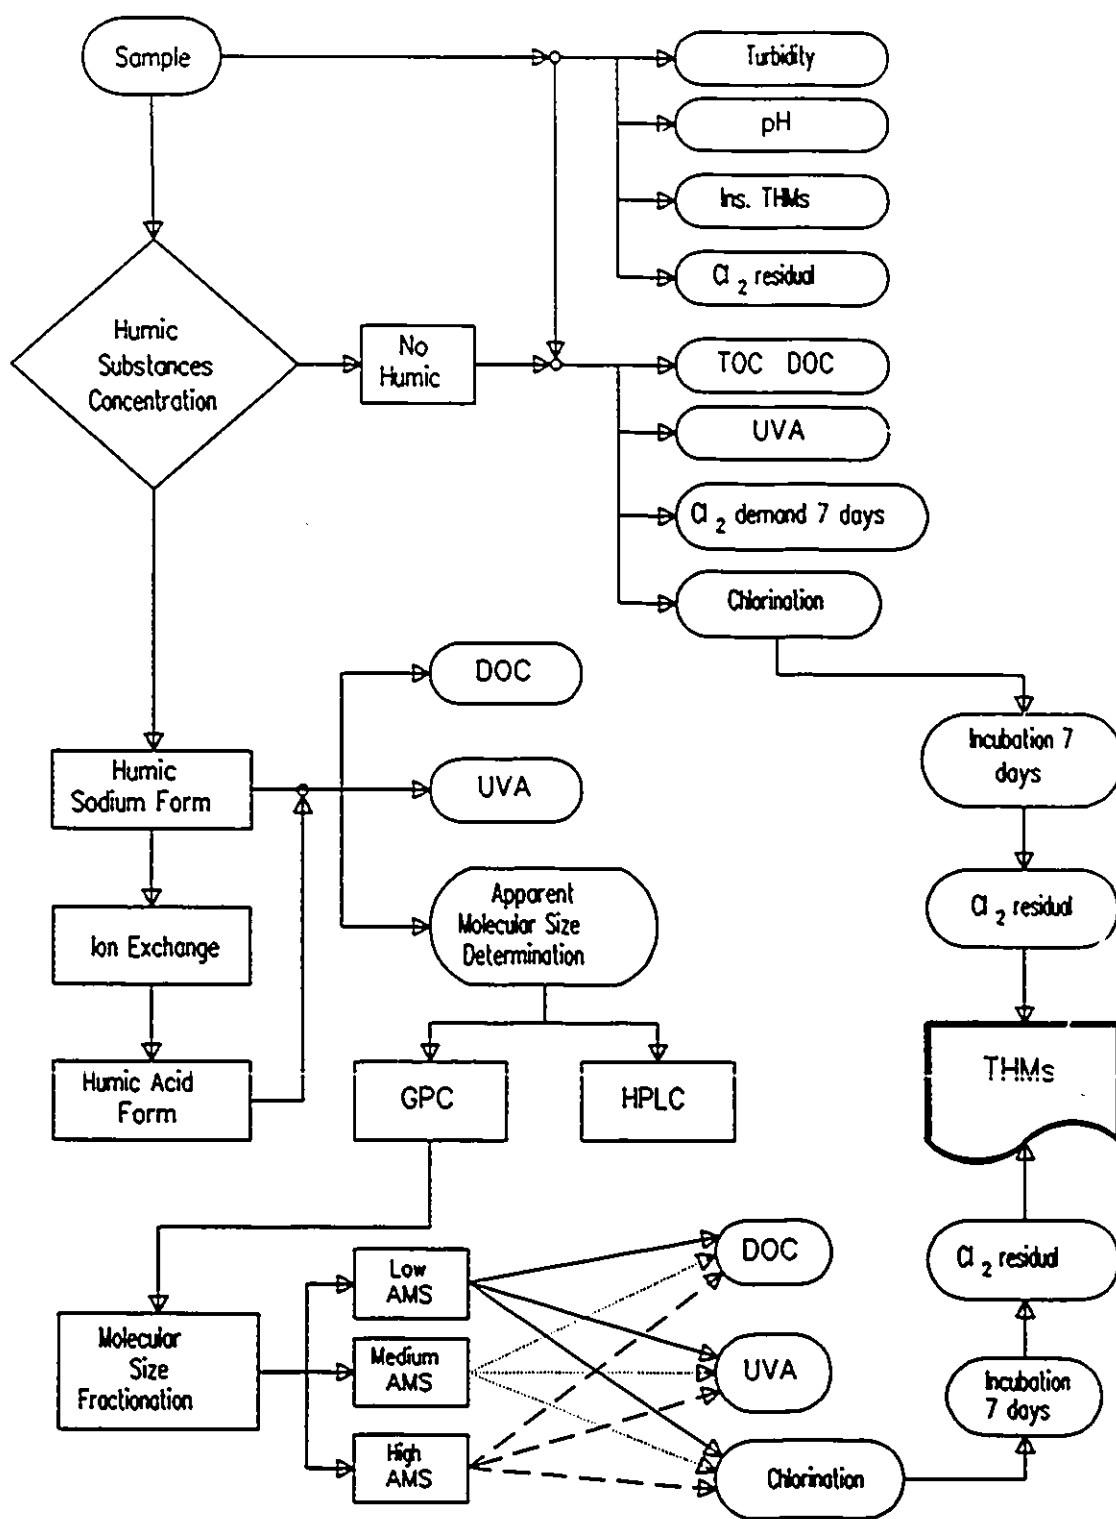 Sample
Turbidity
pH
Ins. THMs
Cl 2 residual
Humic
Substances
Concentration
No
Humic
TOC DOC
UVA
Cl 2 demand 7 days
Chlorination
DOC
Humic
Sodium Form
UVA
Incubation 7
days
Apparent
Molecular Size
Determination
Cl 2 residual
Ion Exchange
Humic Acid
Form
GPC
HPLC
THMs
Low
AMS
DOC
Cl 2 residual
Molecular
Size
Fractionation
Medium
AMS
UVA
Incubation
7 days
High
AMS
Chlorination